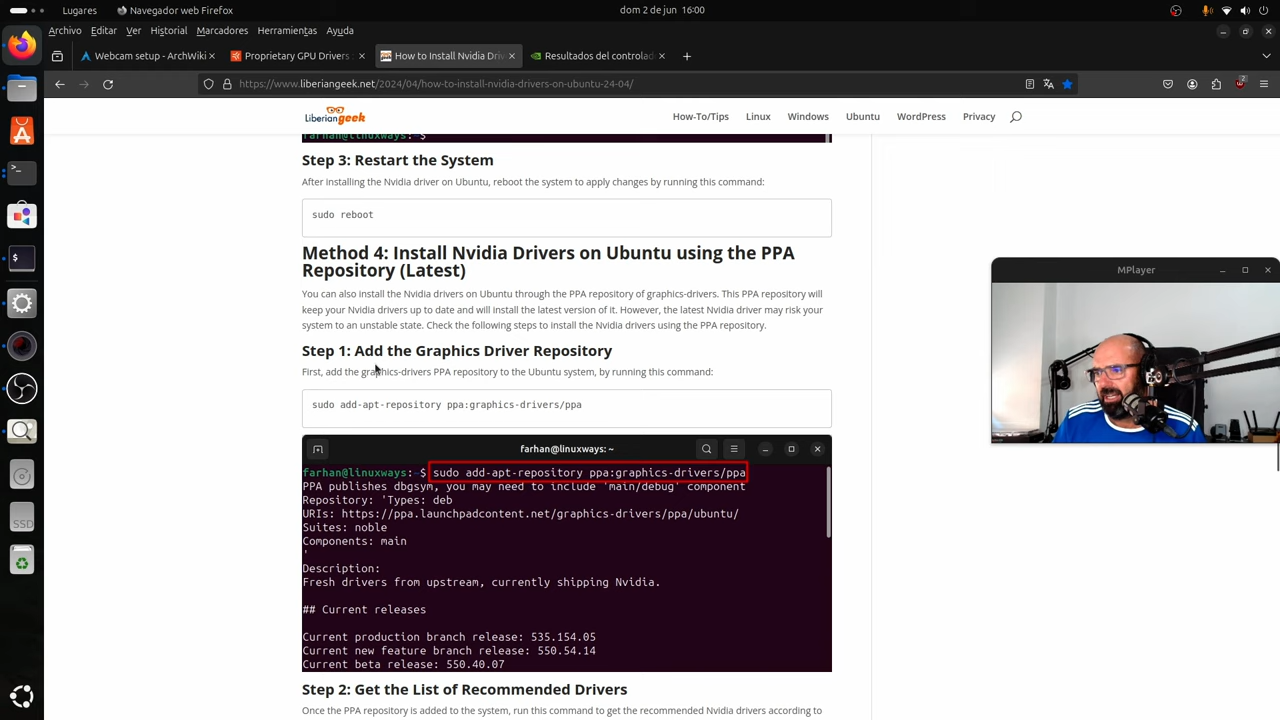 Lugares
Navegador web Firefox
dom 2 de jun 16:00
Archivo Editar Ver Historial Marcadores Herramientas Ayuda
Webcam setup - ArchWiki
Proprietary GPU Drivers :
How to Install Nvidia Driv
Resultados del controlad
https://www.liberiangeek.net/2024/04/how-to-install-nvidia-drivers-on-ubuntu-24-04/
2
Liberiangeek
How-To/Tips Linux Windows Ubuntu WordPress Privacy
farhan@linuxways:~$
Step 3: Restart the System
After installing the Nvidia driver on Ubuntu, reboot the system to apply changes by running this command:
sudo reboot
Method 4: Install Nvidia Drivers on Ubuntu using the PPA
Repository (Latest)
You can also install the Nvidia drivers on Ubuntu through the PPA repository of graphics-drivers. This PPA repository will
keep your Nvidia drivers up to date and will install the latest version of it. However, the latest Nvidia driver may risk your
system to an unstable state. Check the following steps to install the Nvidia drivers using the PPA repository.
MPlayer
Step 1: Add the Graphics Driver Repository
First, add the graphics-drivers PPA repository to the Ubuntu system, by running this command:
sudo add-apt-repository ppa:graphics-drivers/ppa
farhan@linuxways: ~
farhan@linuxways:~$ sudo add-apt-repository ppa:graphics-drivers/ppa
PPA publishes dbgsym, you may need to include 'main/debug' component
Repository: 'Types: deb
URIs: https://ppa.launchpadcontent.net/graphics-drivers/ppa/ubuntu/
Suites: noble
Components: main
'
Description:
Fresh drivers from upstream, currently shipping Nvidia.
## Current releases
Current production branch release: 535.154.05
Current new feature branch release: 550.54.14
Current beta release: 550.40.07
SSD
Step 2: Get the List of Recommended Drivers
Once the PPA repository is added to the system, run this command to get the recommended Nvidia drivers according to